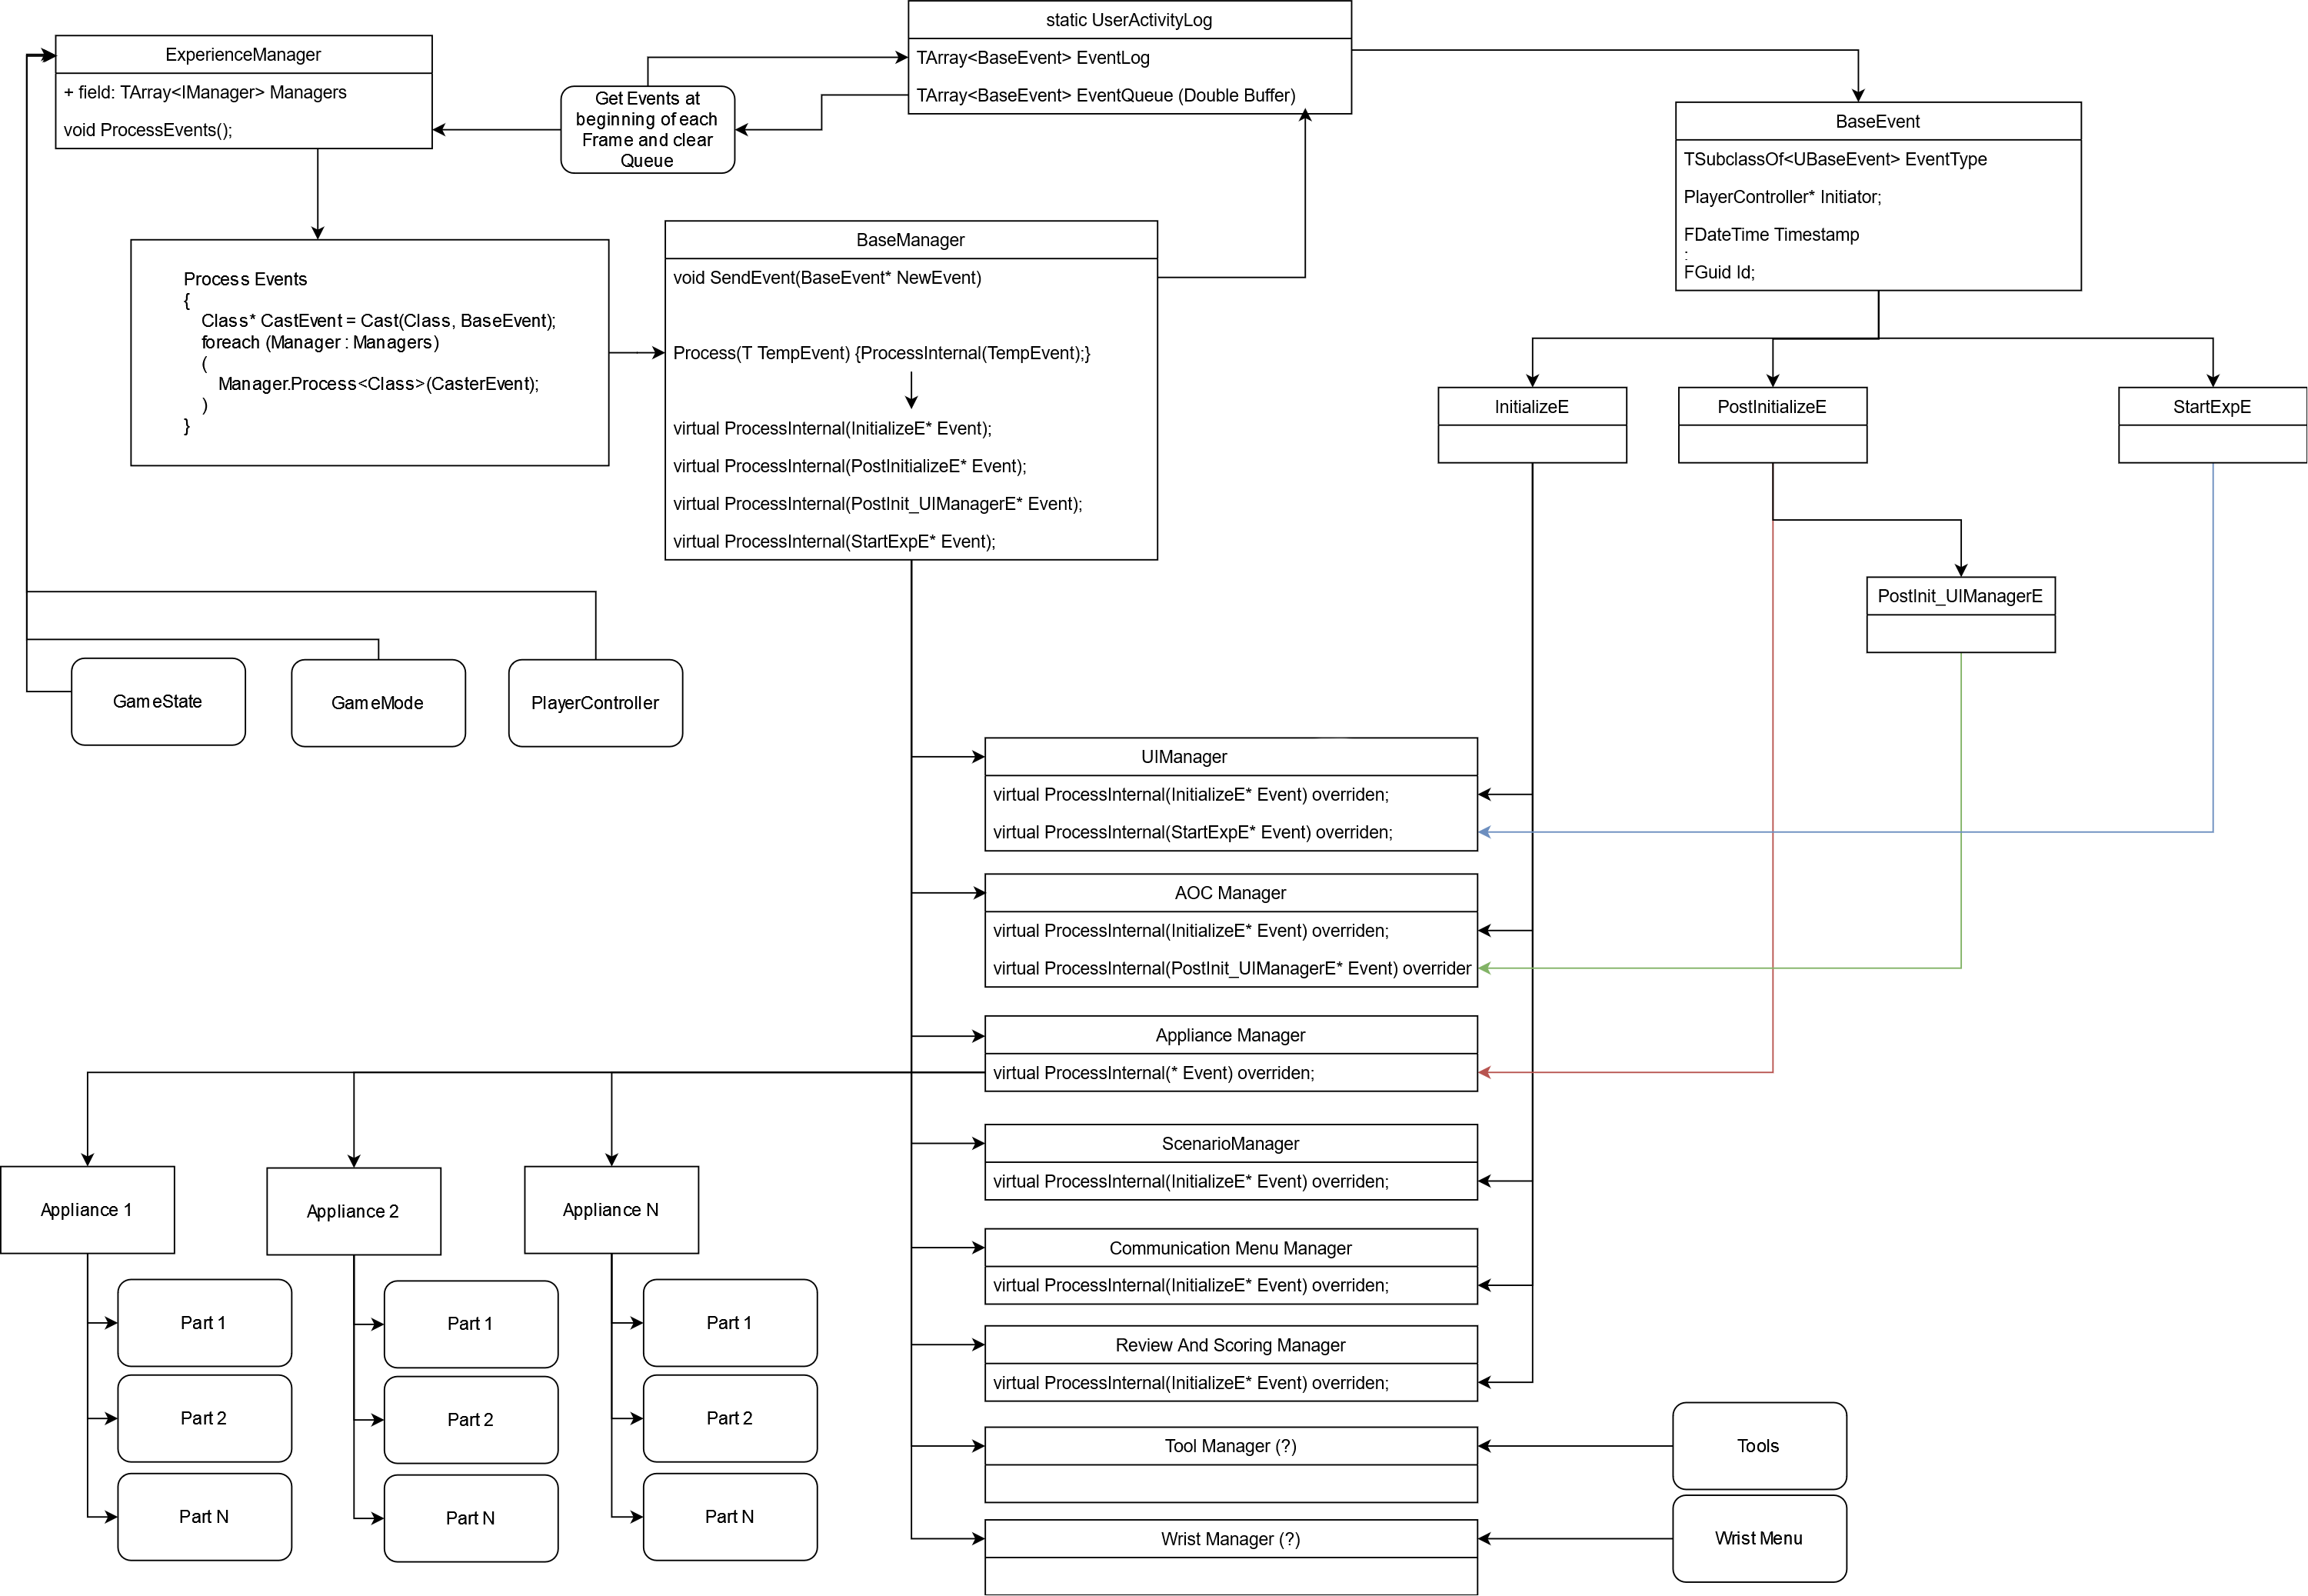 static UserActivityLog
TArray<BaseEvent> EventLog
TArray<BaseEvent> EventQueue (Double Buffer)
ExperienceManager
+ field: TArray<IManager> Managers
void ProcessEvents();
Get Events at
beginning of each
Frame and clear
Queue
BaseEvent
TSubclassOf<UBaseEvent> EventType
PlayerController* Initiator;
FDateTime Timestamp
:
FGuid Id;
Process Events
{
Class* CastEvent = Cast(Class, BaseEvent);
foreach (Manager : Managers)
(
Manager.Process<Class>(CasterEvent);
)
}
BaseManager
void SendEvent(BaseEvent* NewEvent)
Process(T TempEvent) {ProcessInternal(TempEvent);}
virtual ProcessInternal(InitializeE* Event);
virtual ProcessInternal(PostInitializeE* Event);
virtual ProcessInternal(PostInit_UIManagerE* Event);
virtual ProcessInternal(StartExpE* Event);
InitializeE
PostInitializeE
StartExpE
PostInit_UIManagerE
GameState
GameMode
PlayerController
UIManager
virtual ProcessInternal(InitializeE* Event) overriden;
virtual ProcessInternal(StartExpE* Event) overriden;
AOC Manager
virtual ProcessInternal(InitializeE* Event) overriden;
virtual ProcessInternal(PostInit_UIManagerE* Event) overrider
Appliance Manager
virtual ProcessInternal(* Event) overriden;
ScenarioManager
virtual ProcessInternal(InitializeE* Event) overriden;
Communication Menu Manager
virtual ProcessInternal(InitializeE* Event) overriden;
Review And Scoring Manager
virtual ProcessInternal(InitializeE* Event) overriden;
Tool Manager (?)
Wrist Manager (?)
Tools
Wrist Menu
Appliance 1
Part 1
Part 2
Part N
Appliance 2
Part 1
Part 2
Part N
Appliance N
Part 1
Part 2
Part N